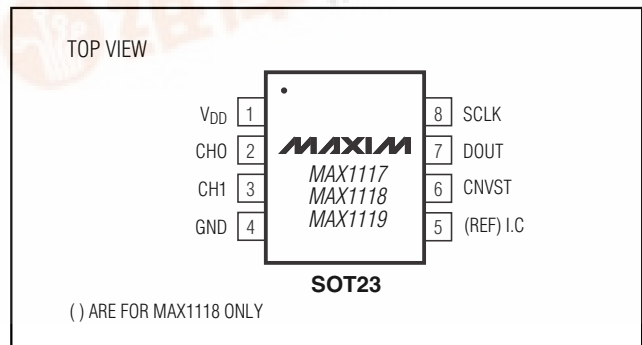 TOP VIEW
VDD 1
CH0 2
CH1 3
GND 4
MAXIM
MAX1117
MAX1118
MAX1119
8 SCLK
7 DOUT
6 CNVST
5 (REF) I.C
SOT23
( ) ARE FOR MAX1118 ONLY